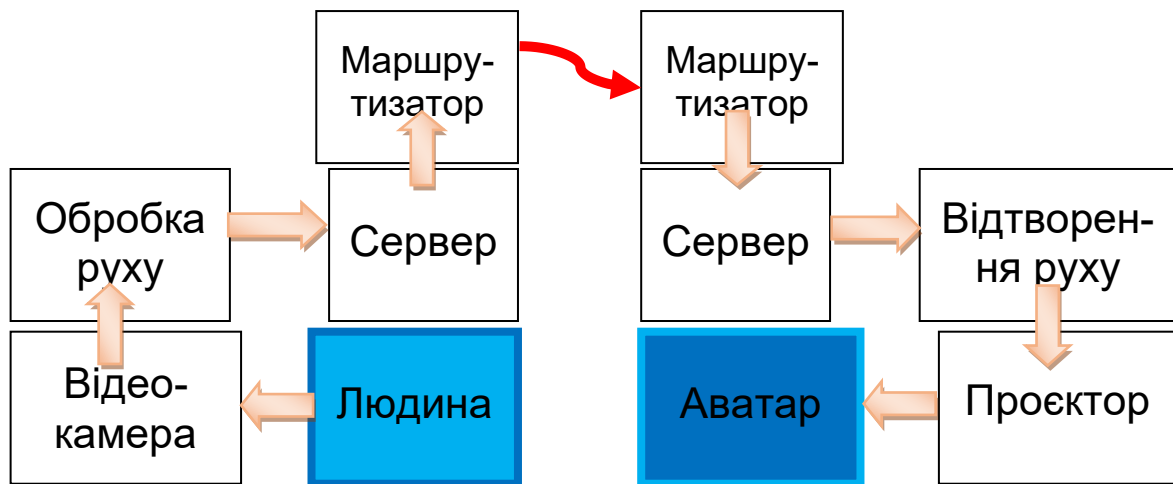 Маршру-
тизатор
Маршру-
тизатор
Обробка
руху
Сервер
Сервер
Відтворен-
ня руху
Відео-
камера
Людина
Аватар
Проєктор